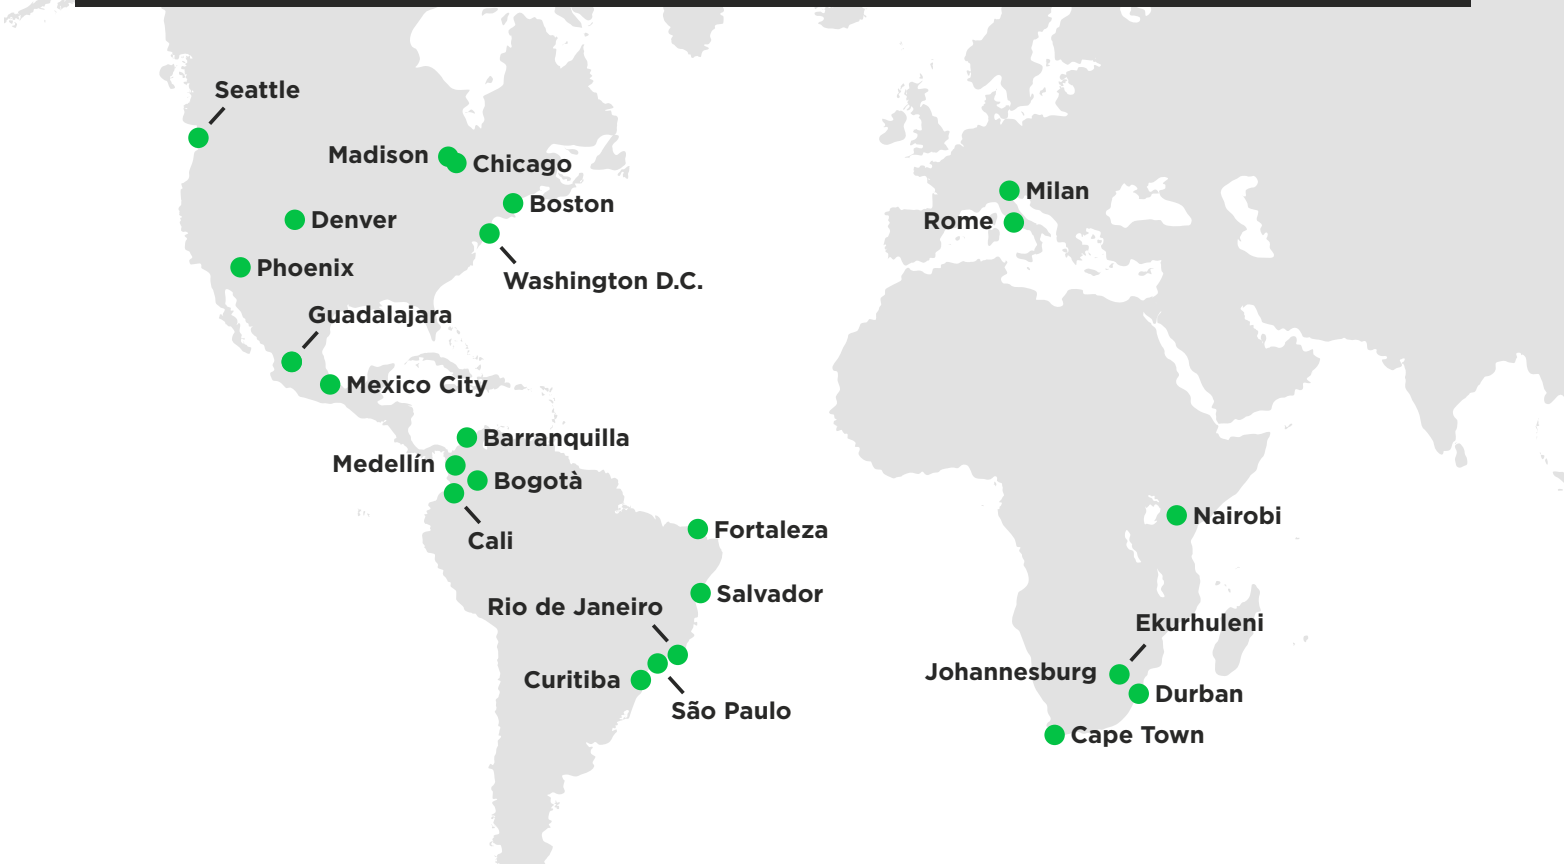 Seattle
Madison
Chicago
Boston
Denver
Washington D.C.
Phoenix
Guadalajara
Mexico City
Barranquilla
Medellín
Bogotà
Cali
Fortaleza
Salvador
Rio de Janeiro
Curitiba
São Paulo
Milan
Rome
Nairobi
Ekurhuleni
Johannesburg
Durban
Cape Town